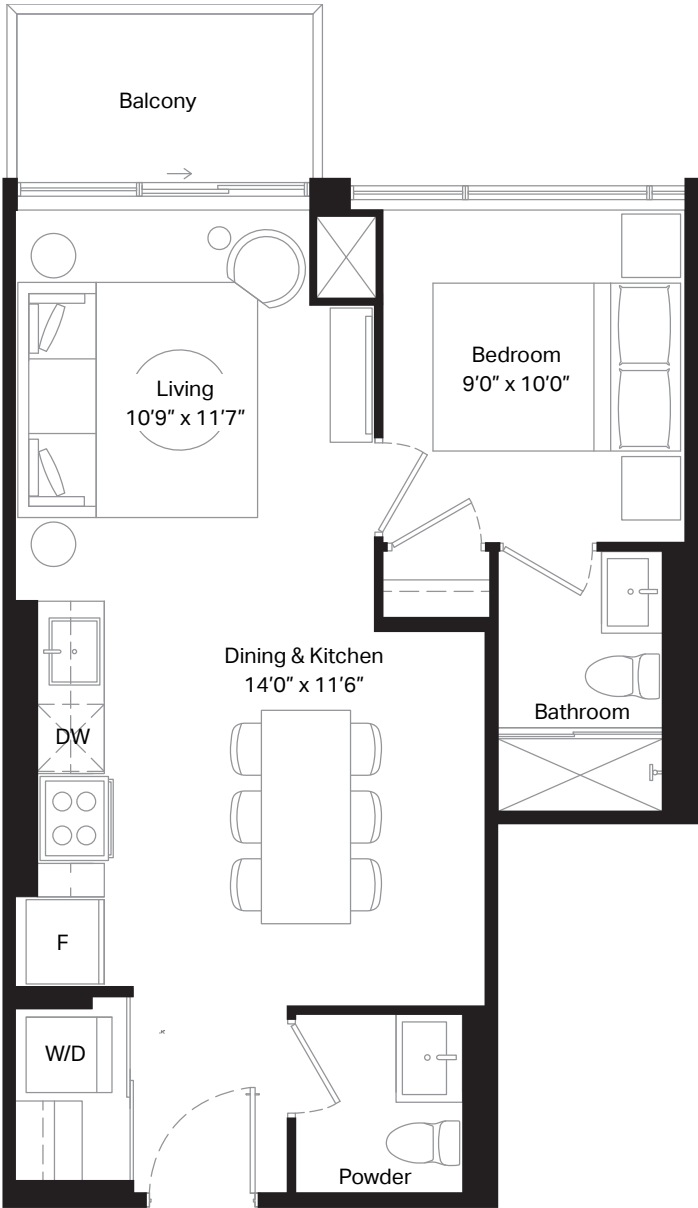 Balcony
Living
10'9" x 11'7"
Bedroom
9'0" x 10'0"
Dining & Kitchen
14'0" x 11'6"
DW
Bathroom
F
W/D
Powder